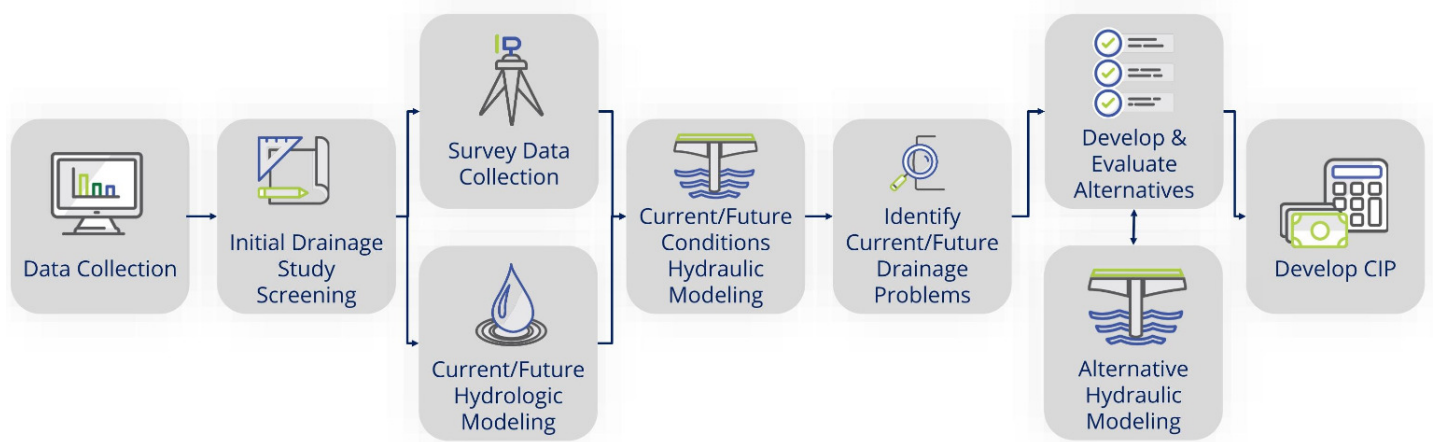 Data Collection
Initial Drainage
Study
Screening
Survey Data
Collection
Current/Future
Hydrologic
Modeling
Current/Future
Conditions
Hydraulic
Modeling
Identify
Current/Future
Drainage
Problems
Develop &
Evaluate
Alternatives
Alternative
Hydraulic
Modeling
Develop CIP